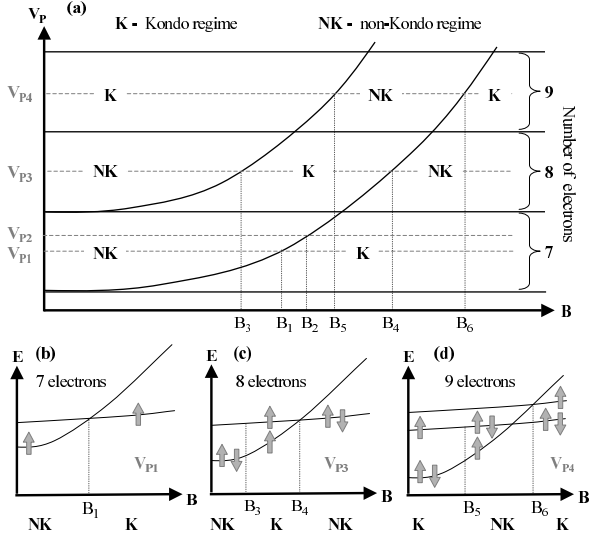 V_P (a) K - Kondo regime NK - non-Kondo regime
V_P4 K NK K 9
V_P3 NK K NK 8
V_P2
V_P1 NK K 7
Number of electrons
B_3 B_1 B_2 B_5 B_4 B_6 B
(b)
E
7 electrons
V_P1
B_1 B
NK K
(c)
E
8 electrons
V_P3
B_3 B_4 B
NK K NK
(d)
E
9 electrons
V_P4
B_5 B_6 B
K NK K